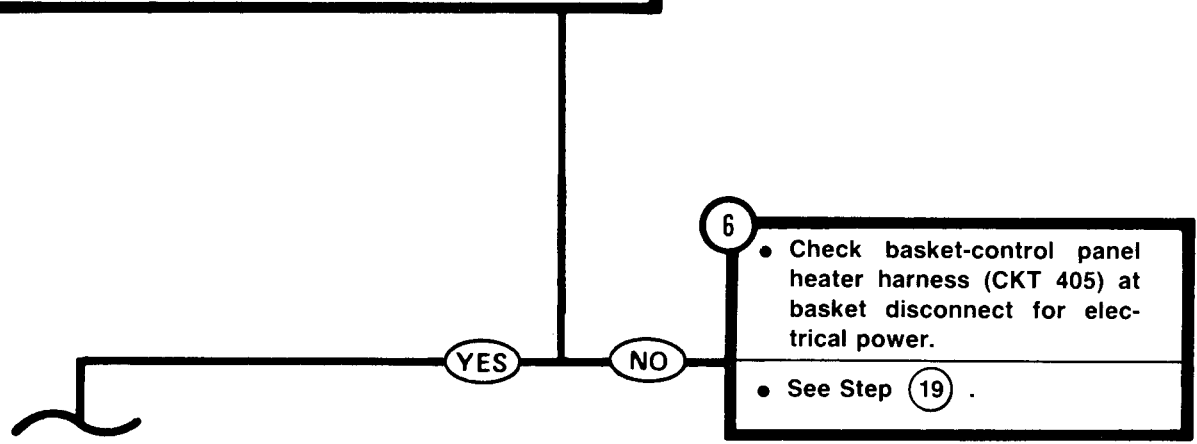 6
• Check basket-control panel
heater harness (CKT 405) at
basket disconnect for elec-
trical power.
YES NO
• See Step 19 .